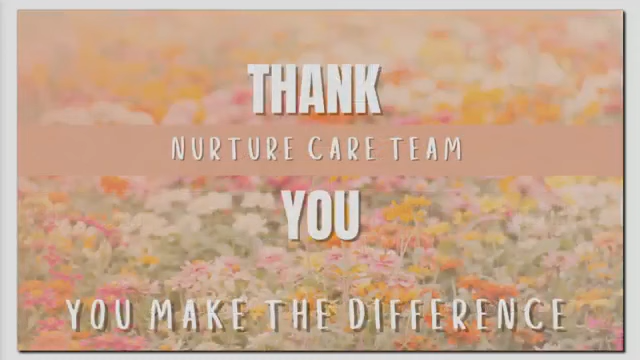 THANK
NURTURE CARE TEAM
YOU
YOU MAKE THE DIFFERENCE